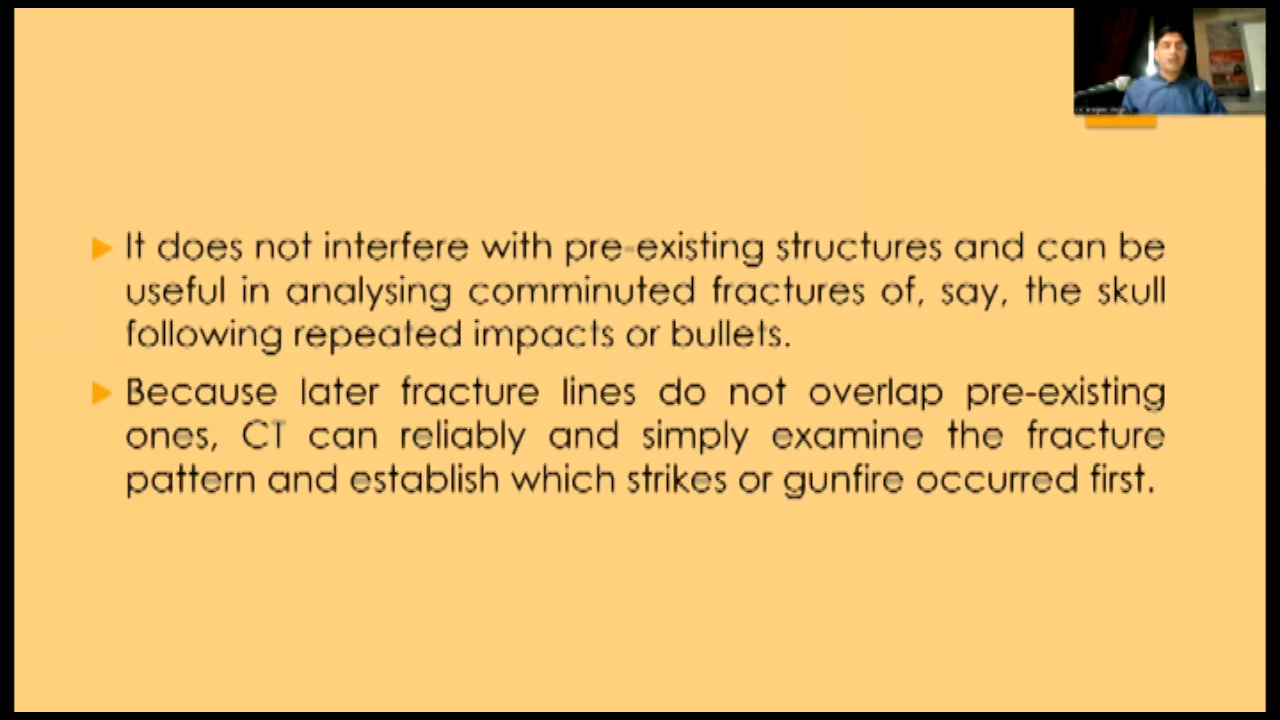 It does not interfere with pre-existing structures and can be
useful in analysing comminuted fractures of, say, the skull
following repeated impacts or bullets.
Because later fracture lines do not overlap pre-existing
ones, CT can reliably and simply examine the fracture
pattern and establish which strikes or gunfire occurred first.